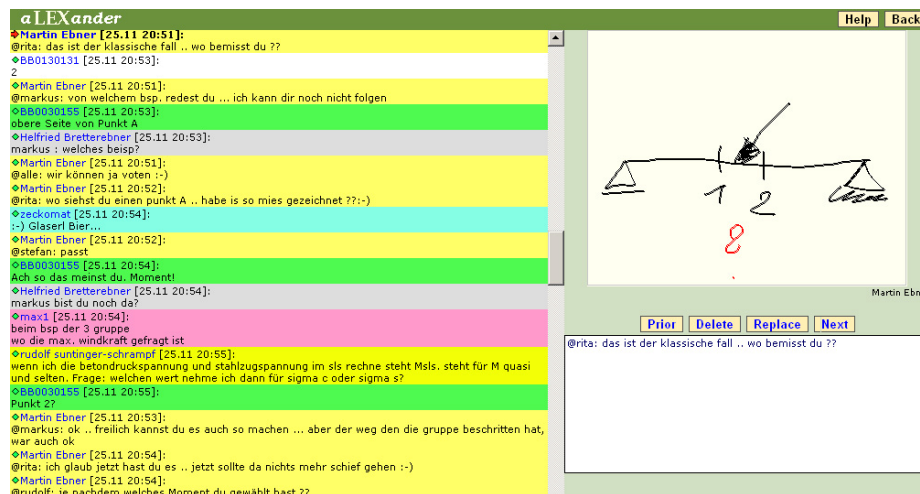 aLEXander
Help
Back
Martin Ebner [25.11 20:51]:
@rita: das ist der klassische fall .. wo bemisst du ??
BB0130131 [25.11 20:53]:
2
Martin Ebner [25.11 20:51]:
@markus: von welchem bsp. redest du ... ich kann dir noch nicht folgen
BB0030155 [25.11 20:53]:
obere Seite von Punkt A
Helfried Bretterebner [25.11 20:53]:
markus : welches beisp?
Martin Ebner [25.11 20:51]:
@alle: wir können ja voten :-)
Martin Ebner [25.11 20:52]:
@rita: wo siehst du einen punkt A .. habe is so mies gezeichnet ??:-)
zeckomat [25.11 20:54]:
:-) Glaserl Bier...
Martin Ebner [25.11 20:52]:
@stefan: passt
BB0030155 [25.11 20:54]:
Ach so das meinst du. Moment!
Helfried Bretterebner [25.11 20:54]:
markus bist du noch da?
max1 [25.11 20:54]:
beim bsp der 3 gruppe
wo die max. windkraft gefragt ist
rudolf suntinger-schrampf [25.11 20:55]:
wenn ich die betondruckspannung und stahlzugspannung im sls rechne steht Msls. steht für M quasi
und selten. Frage: welchen wert nehme ich dann für sigma c oder sigma s?
BB0030155 [25.11 20:55]:
Punkt 2?
Martin Ebner [25.11 20:53]:
@markus: ok .. freilich kannst du es auch so machen ... aber der weg den die gruppe beschritten hat,
war auch ok
Martin Ebner [25.11 20:54]:
@rita: ich glaub jetzt hast du es .. jetzt sollte da nichts mehr schief gehen :-)
Martin Ebner [25.11 20:54]:
@rudolf: je nachdem welches Moment du gewählt hast ??
1 2
Martin Ebn
Prior
Delete
Replace
Next
@rita: das ist der klassische fall .. wo bemisst du ??